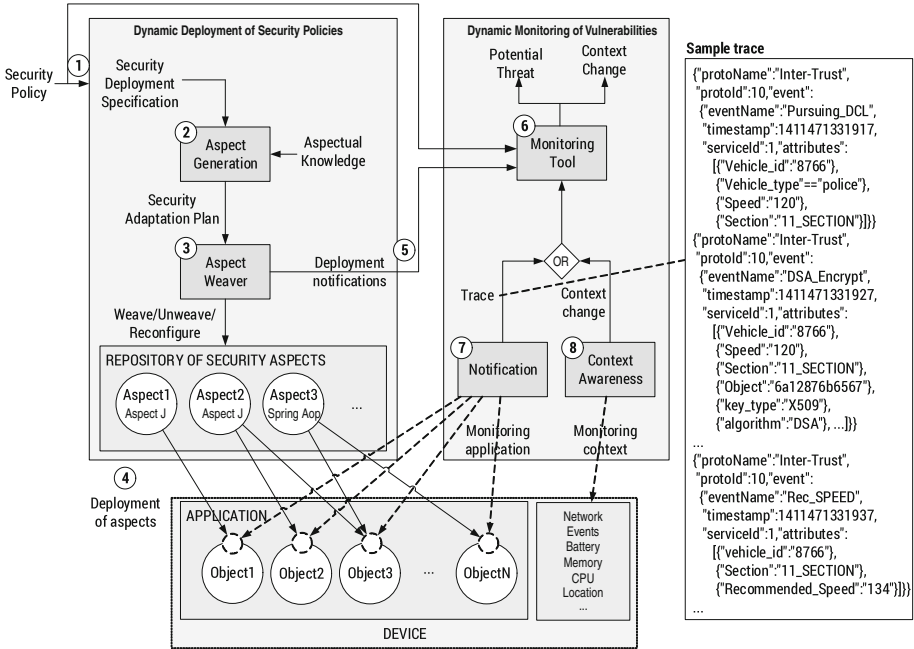 Dynamic Deployment of Security Policies
Dynamic Monitoring of Vulnerabilities
Security
Policy
1
Security
Deployment
Specification
2
Aspect
Generation
Aspectual
Knowledge
Security
Adaptation Plan
3
Aspect
Weaver
5
Deployment
notifications
Weave/Unweave/
Reconfigure
REPOSITORY OF SECURITY ASPECTS
Aspect1
Aspect J
Aspect2
Aspect J
Aspect3
Spring Aop
...
4
Deployment
of aspects
Potential
Threat
Context
Change
6
Monitoring
Tool
OR
Trace
Context
change
7
Notification
8
Context
Awareness
Monitoring
application
Monitoring
context
APPLICATION
Object1
Object2
Object3
...
ObjectN
Network
Events
Battery
Memory
CPU
Location
...
DEVICE
Sample trace
{"protoName":"Inter-Trust",
"protoId":10,"event":
{"eventName":"Pursuing_DCL",
"timestamp":1411471331917,
"serviceId":1,"attributes":
[{"Vehicle_id":"8766"},
{"Vehicle_type"=="police"},
{"Speed":"120"},
{"Section":"11_SECTION"}]}}
{"protoName":"Inter-Trust",
"protoId":10,"event":
{"eventName":"DSA_Encrypt",
"timestamp":1411471331927,
"serviceId":1,"attributes":
[{"Vehicle_id":"8766"},
{"Speed":"120"},
{"Section":"11_SECTION"},
{"Object":"6a12876b6567"},
{"key_type":"X509"},
{"algorithm":"DSA"}, ...]}}
...
{"protoName":"Inter-Trust",
"protoId":10,"event":
{"eventName":"Rec_SPEED",
"timestamp":1411471331937,
"serviceId":1,"attributes":
[{"vehicle_id":"8766"},
{"Section":"11_SECTION"},
{"Recommended_Speed":"134"}]}}
...